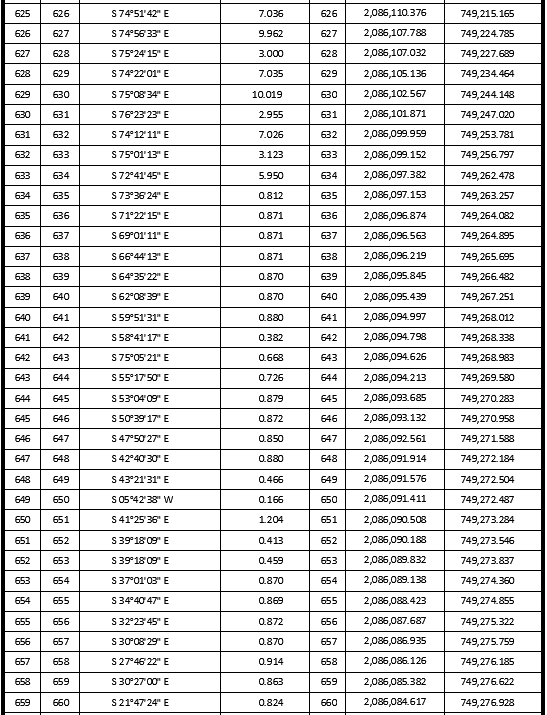 625 626 S 74°51'42" E 7.036 626 2,086,110.376 749,215.165
626 627 S 74°56'33" E 9.962 627 2,086,107.788 749,224.785
627 628 S 75°24'15" E 3.000 628 2,086,107.032 749,227.689
628 629 S 74°22'01" E 7.035 629 2,086,105.136 749,234.464
629 630 S 75°08'34" E 10.019 630 2,086,102.567 749,244.148
630 631 S 76°23'23" E 2.955 631 2,086,101.871 749,247.020
631 632 S 74°12'11" E 7.026 632 2,086,099.959 749,253.781
632 633 S 75°01'13" E 3.123 633 2,086,099.152 749,256.797
633 634 S 72°41'45" E 5.950 634 2,086,097.382 749,262.478
634 635 S 73°36'24" E 0.812 635 2,086,097.153 749,263.257
635 636 S 71°22'15" E 0.871 636 2,086,096.874 749,264.082
636 637 S 69°01'11" E 0.871 637 2,086,096.563 749,264.895
637 638 S 66°44'13" E 0.871 638 2,086,096.219 749,265.695
638 639 S 64°35'22" E 0.870 639 2,086,095.845 749,266.482
639 640 S 62°08'39" E 0.870 640 2,086,095.439 749,267.251
640 641 S 59°51'31" E 0.880 641 2,086,094.997 749,268.012
641 642 S 58°41'17" E 0.382 642 2,086,094.798 749,268.338
642 643 S 75°05'21" E 0.668 643 2,086,094.626 749,268.983
643 644 S 55°17'50" E 0.726 644 2,086,094.213 749,269.580
644 645 S 53°04'09" E 0.879 645 2,086,093.685 749,270.283
645 646 S 50°39'17" E 0.872 646 2,086,093.132 749,270.958
646 647 S 47°50'27" E 0.850 647 2,086,092.561 749,271.588
647 648 S 42°40'30" E 0.880 648 2,086,091.914 749,272.184
648 649 S 43°21'31" E 0.466 649 2,086,091.576 749,272.504
649 650 S 05°42'38" W 0.166 650 2,086,091.411 749,272.487
650 651 S 41°25'36" E 1.204 651 2,086,090.508 749,273.284
651 652 S 39°18'09" E 0.413 652 2,086,090.188 749,273.546
652 653 S 39°18'09" E 0.459 653 2,086,089.832 749,273.837
653 654 S 37°01'03" E 0.870 654 2,086,089.138 749,274.360
654 655 S 34°40'47" E 0.869 655 2,086,088.423 749,274.855
655 656 S 32°23'45" E 0.872 656 2,086,087.687 749,275.322
656 657 S 30°08'29" E 0.870 657 2,086,086.935 749,275.759
657 658 S 27°46'22" E 0.914 658 2,086,086.126 749,276.185
658 659 S 30°27'00" E 0.863 659 2,086,085.382 749,276.622
659 660 S 21°47'24" E 0.824 660 2,086,084.617 749,276.928